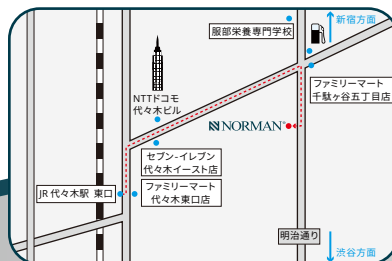 服部栄養専門学校
新宿方面
NTTドコモ
代々木ビル
ファミリーマート
千駄ヶ谷五丁目店
NORMAN®
セブン-イレブン
代々木イースト店
JR 代々木駅 東口
ファミリーマート
代々木東口店
明治通り
渋谷方面